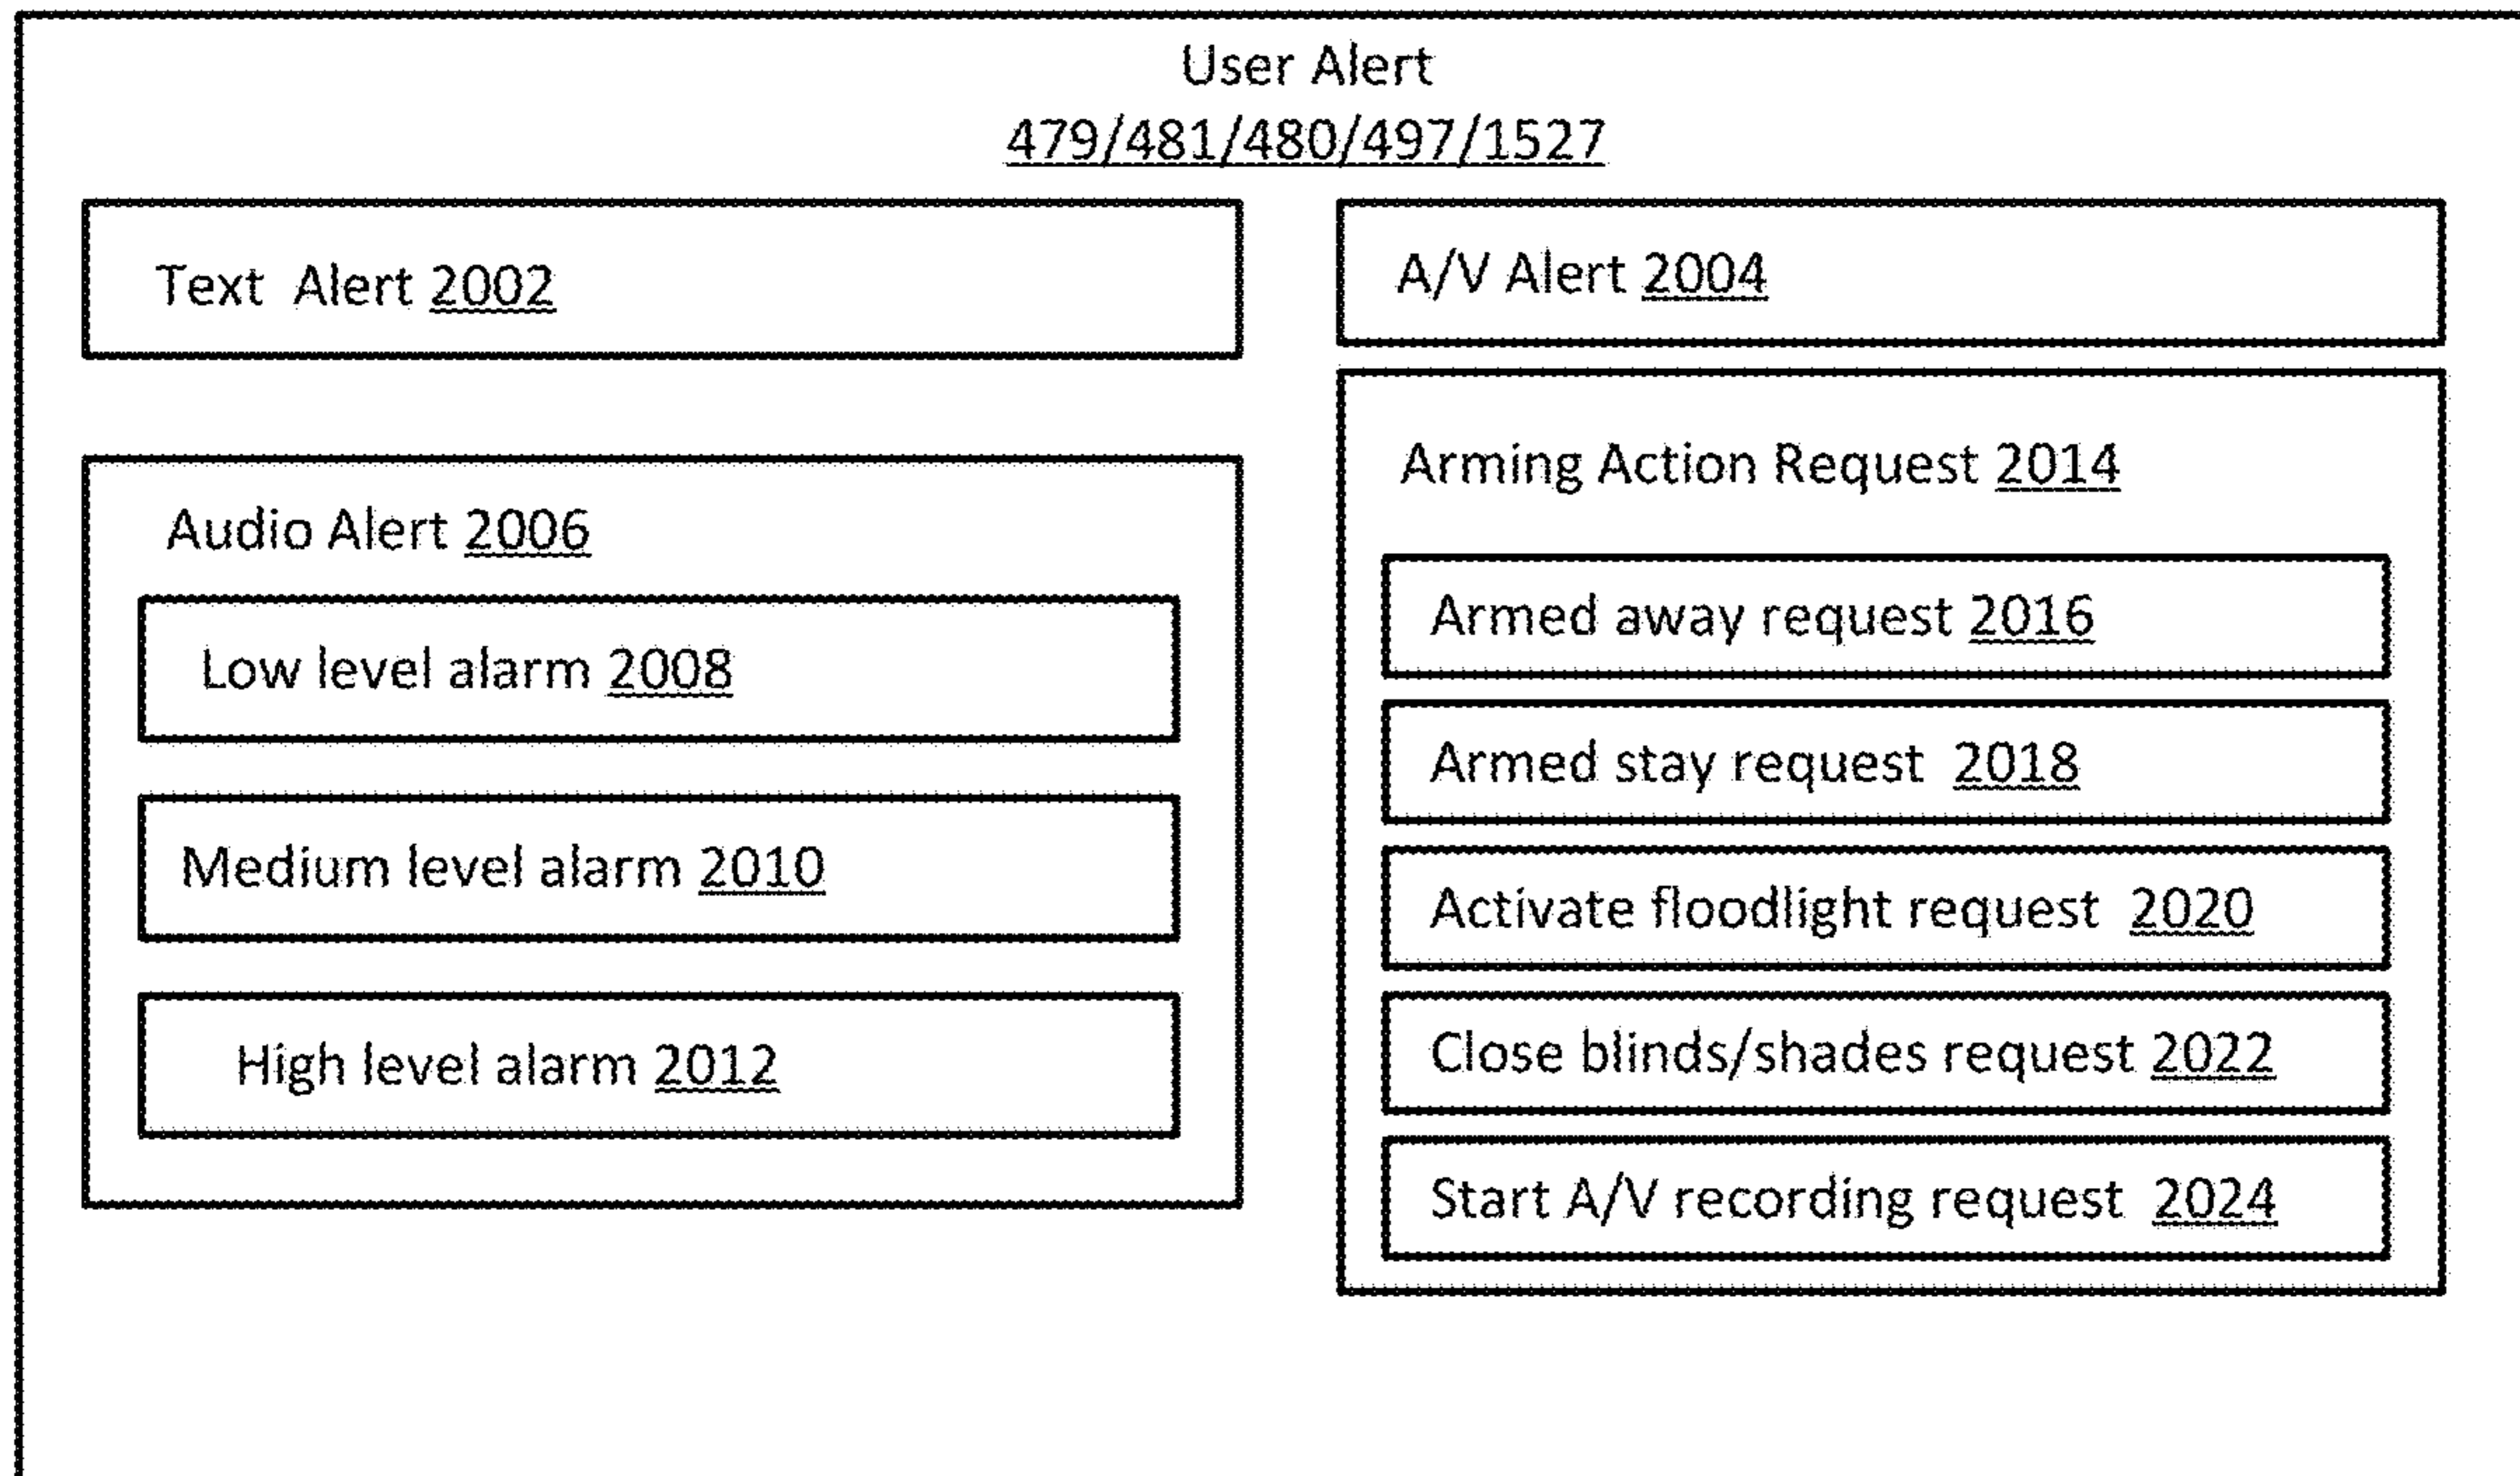 User Alert
479/481/480/497/1527
Text Alert 2002
Audio Alert 2006
Low level alarm 2008
Medium level alarm 2010
High level alarm 2012
A/V Alert 2004
Arming Action Request 2014
Armed away request 2016
Armed stay request 2018
Activate floodlight request 2020
Close blinds/shades request 2022
Start A/V recording request 2024